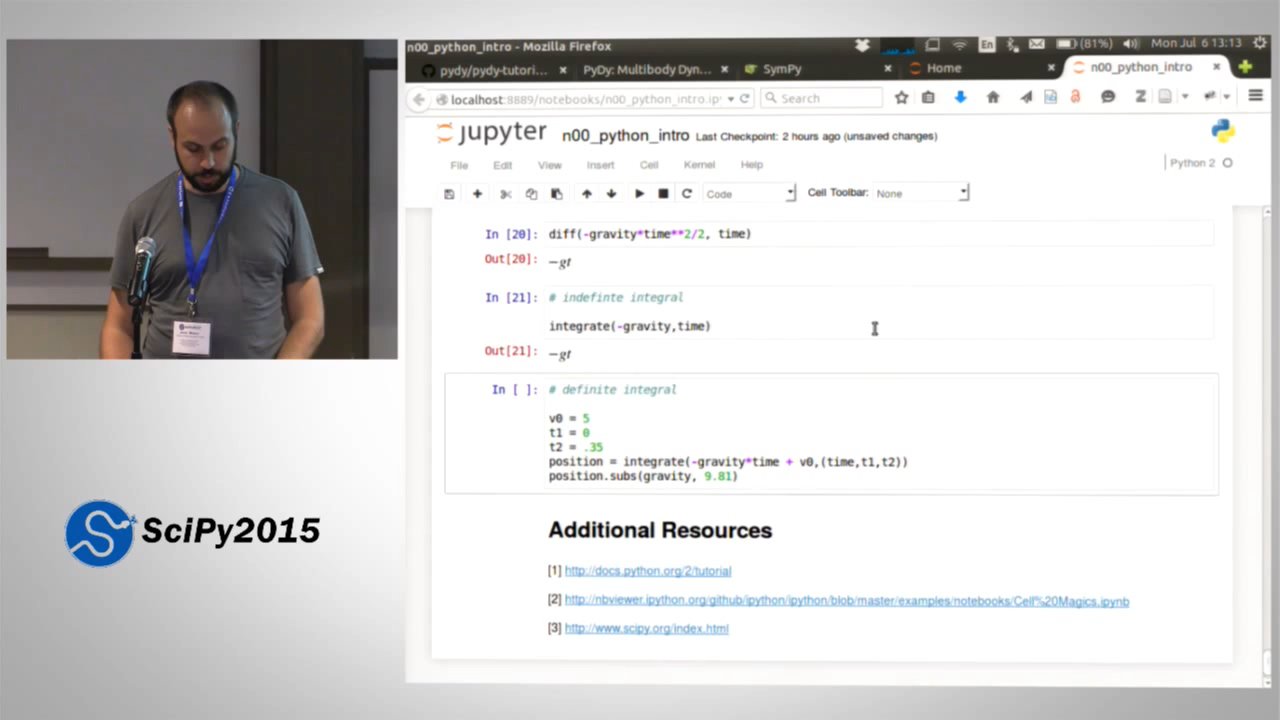 n00_python_intro - Mozilla Firefox
En
(81%)
Mon Jul 6 13:13
pydy/pydy-tutori...
PyDy: Multibody Dyn...
SymPy
Home
n00_python_intro
localhost:8889/notebooks/n00_python_intro.ip
Search
jupyter
n00_python_intro Last Checkpoint: 2 hours ago (unsaved changes)
File Edit View Insert Cell Kernel Help
Python 2
Code
Cell Toolbar: None
In [20]: diff(-gravity*time**2/2, time)
Out[20]: −gt
In [21]: # indefinte integral
integrate(-gravity,time)
Out[21]: −gt
In [ ]: # definite integral
v0 = 5
t1 = 0
t2 = .35
position = integrate(-gravity*time + v0,(time,t1,t2))
position.subs(gravity, 9.81)
Additional Resources
[1] http://docs.python.org/2/tutorial
[2] http://nbviewer.ipython.org/github/ipython/ipython/blob/master/examples/notebooks/Cell%20Magics.ipynb
[3] http://www.scipy.org/index.html
SciPy2015